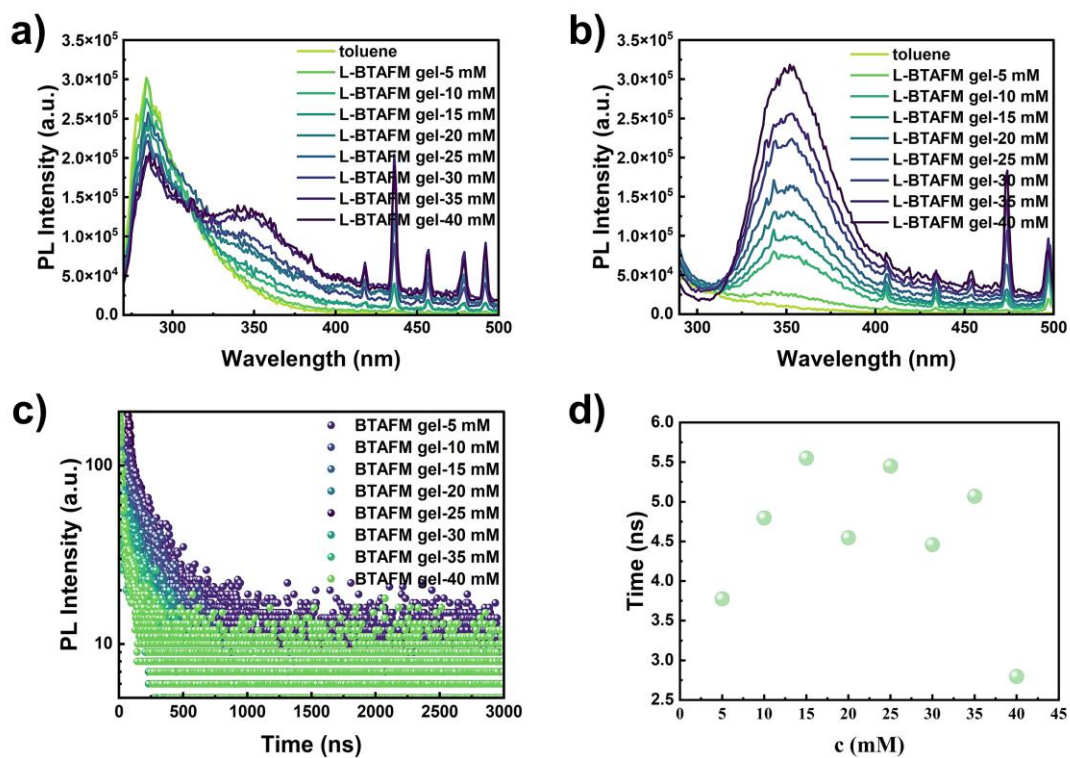 a)
3.5×10⁵
3.0×10⁵
2.5×10⁵
2.0×10⁵
1.5×10⁵
1.0×10⁵
5.0×10⁴
0.0
PL Intensity (a.u.)
toluene
L-BTAFM gel-5 mM
L-BTAFM gel-10 mM
L-BTAFM gel-15 mM
L-BTAFM gel-20 mM
L-BTAFM gel-25 mM
L-BTAFM gel-30 mM
L-BTAFM gel-35 mM
L-BTAFM gel-40 mM
300 350 400 450 500
Wavelength (nm)
b)
3.5×10⁵
3.0×10⁵
2.5×10⁵
2.0×10⁵
1.5×10⁵
1.0×10⁵
5.0×10⁴
0.0
PL Intensity (a.u.)
toluene
L-BTAFM gel-5 mM
L-BTAFM gel-10 mM
L-BTAFM gel-15 mM
L-BTAFM gel-20 mM
L-BTAFM gel-25 mM
L-BTAFM gel-30 mM
L-BTAFM gel-35 mM
L-BTAFM gel-40 mM
300 350 400 450 500
Wavelength (nm)
c)
100
10
PL Intensity (a.u.)
BTAFM gel-5 mM
BTAFM gel-10 mM
BTAFM gel-15 mM
BTAFM gel-20 mM
BTAFM gel-25 mM
BTAFM gel-30 mM
BTAFM gel-35 mM
BTAFM gel-40 mM
0 500 1000 1500 2000 2500 3000
Time (ns)
d)
6.0
5.5
5.0
4.5
4.0
3.5
3.0
2.5
Time (ns)
0 5 10 15 20 25 30 35 40 45
c (mM)